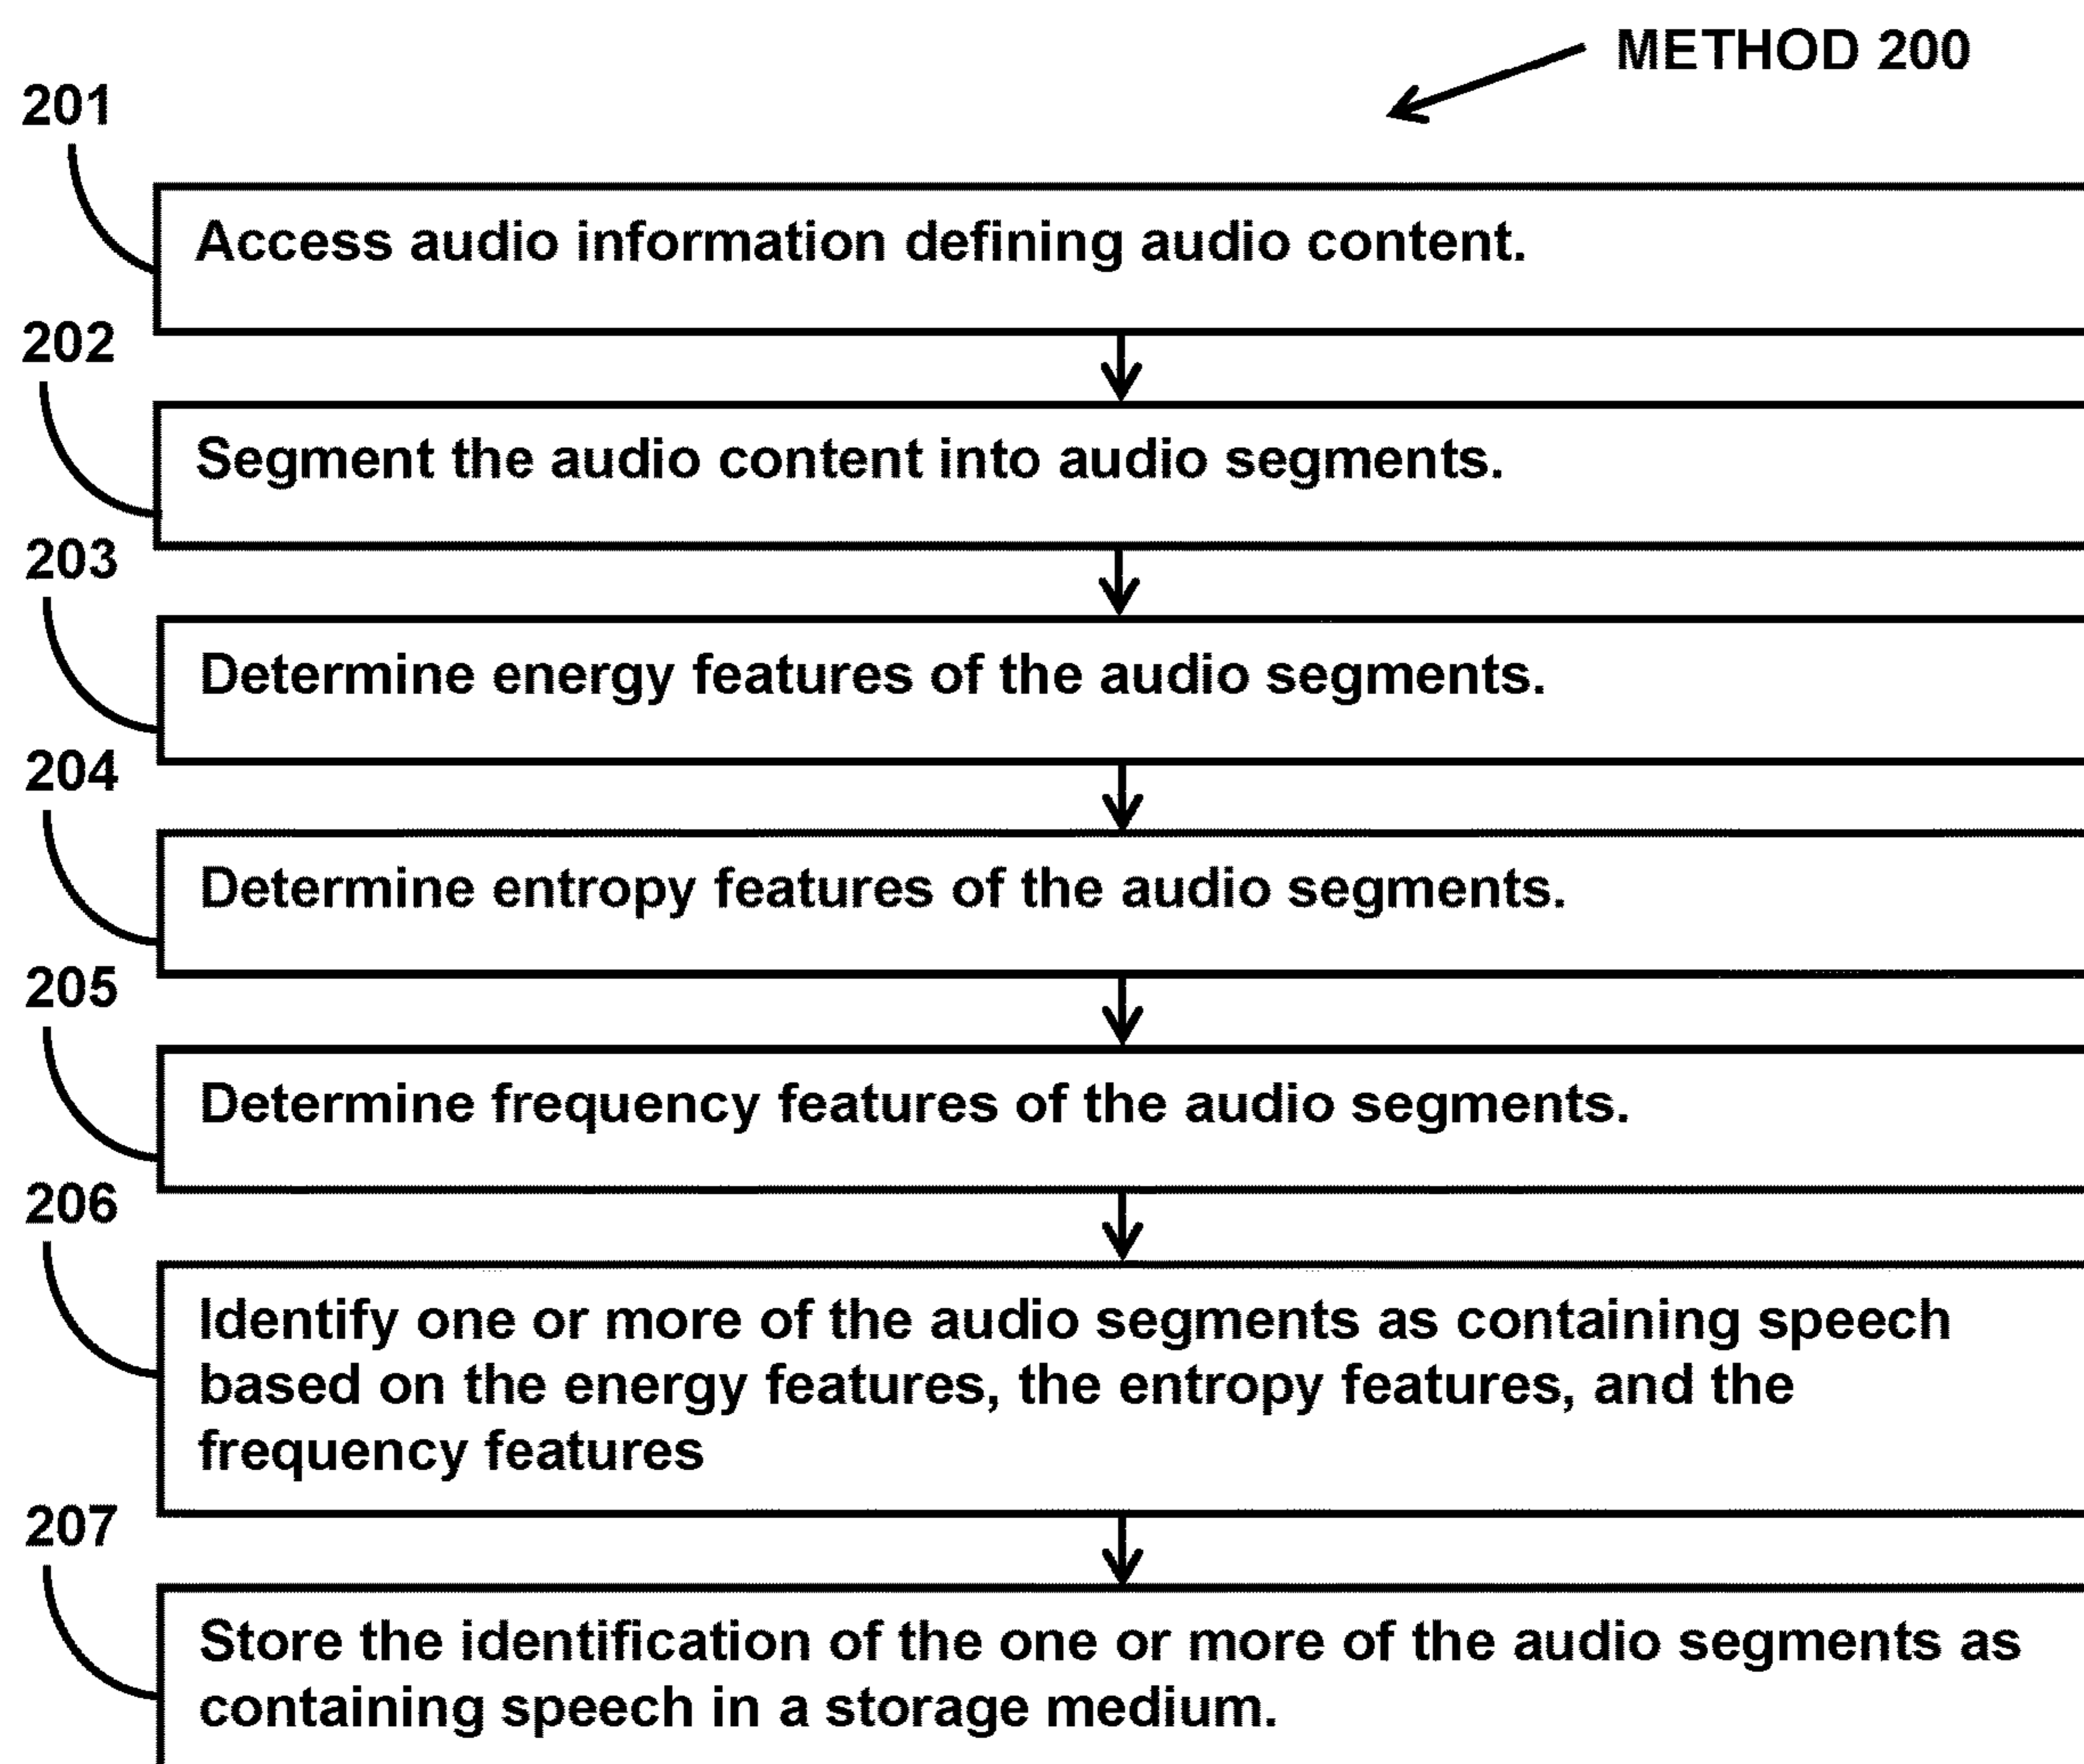 METHOD 200
201
Access audio information defining audio content.
202
Segment the audio content into audio segments.
203
Determine energy features of the audio segments.
204
Determine entropy features of the audio segments.
205
Determine frequency features of the audio segments.
206
Identify one or more of the audio segments as containing speech
based on the energy features, the entropy features, and the
frequency features
207
Store the identification of the one or more of the audio segments as
containing speech in a storage medium.